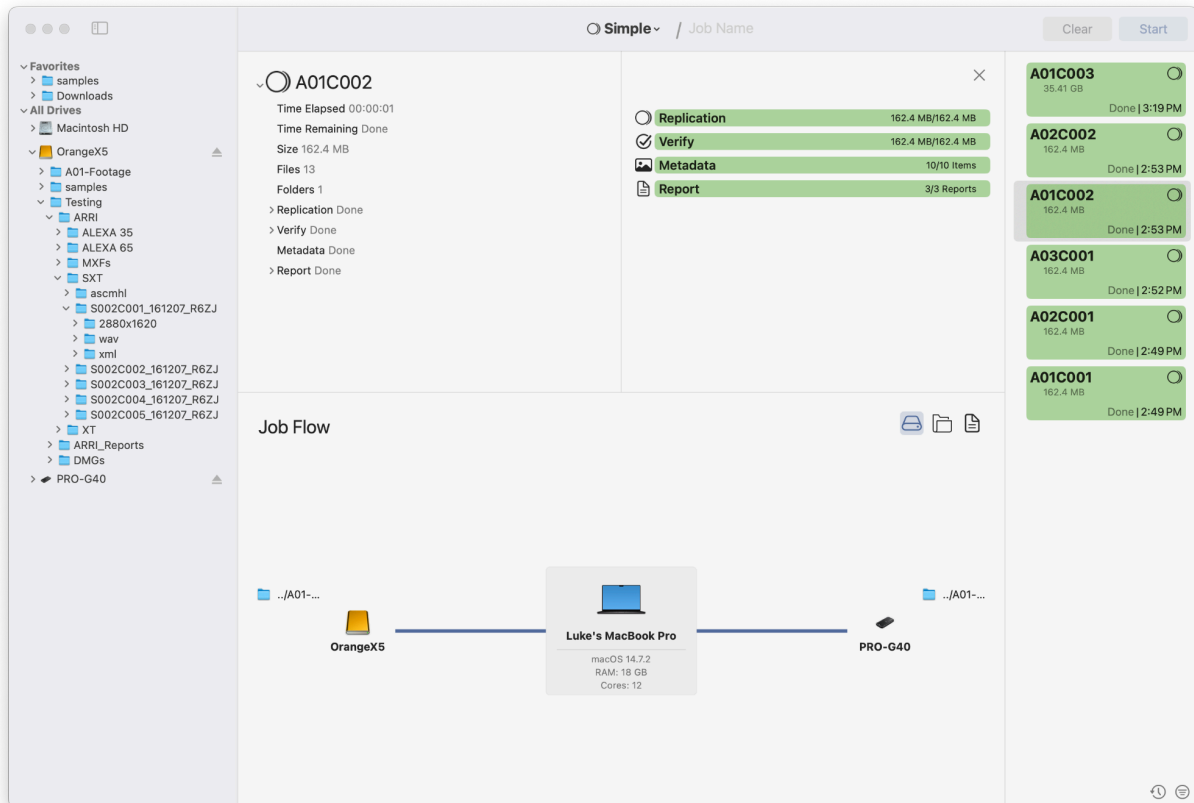 Simple
/ Job Name
Clear
Start
Favorites
samples
Downloads
All Drives
Macintosh HD
OrangeX5
A01-Footage
samples
Testing
ARRI
ALEXA 35
ALEXA 65
MXFs
SXT
ascmhl
S002C001_161207_R6ZJ
2880x1620
wav
xml
S002C002_161207_R6ZJ
S002C003_161207_R6ZJ
S002C004_161207_R6ZJ
S002C005_161207_R6ZJ
XT
ARRI_Reports
DMGs
PRO-G40
A01C002
Time Elapsed 00:00:01
Time Remaining Done
Size 162.4 MB
Files 13
Folders 1
Replication Done
Verify Done
Metadata Done
Report Done
Replication 162.4 MB/162.4 MB
Verify 162.4 MB/162.4 MB
Metadata 10/10 Items
Report 3/3 Reports
Job Flow
../A01-...
OrangeX5
Luke's MacBook Pro
macOS 14.7.2
RAM: 18 GB
Cores: 12
../A01-...
PRO-G40
A01C003
35.41 GB
Done | 3:19 PM
A02C002
162.4 MB
Done | 2:53 PM
A01C002
162.4 MB
Done | 2:53 PM
A03C001
162.4 MB
Done | 2:52 PM
A02C001
162.4 MB
Done | 2:49 PM
A01C001
162.4 MB
Done | 2:49 PM